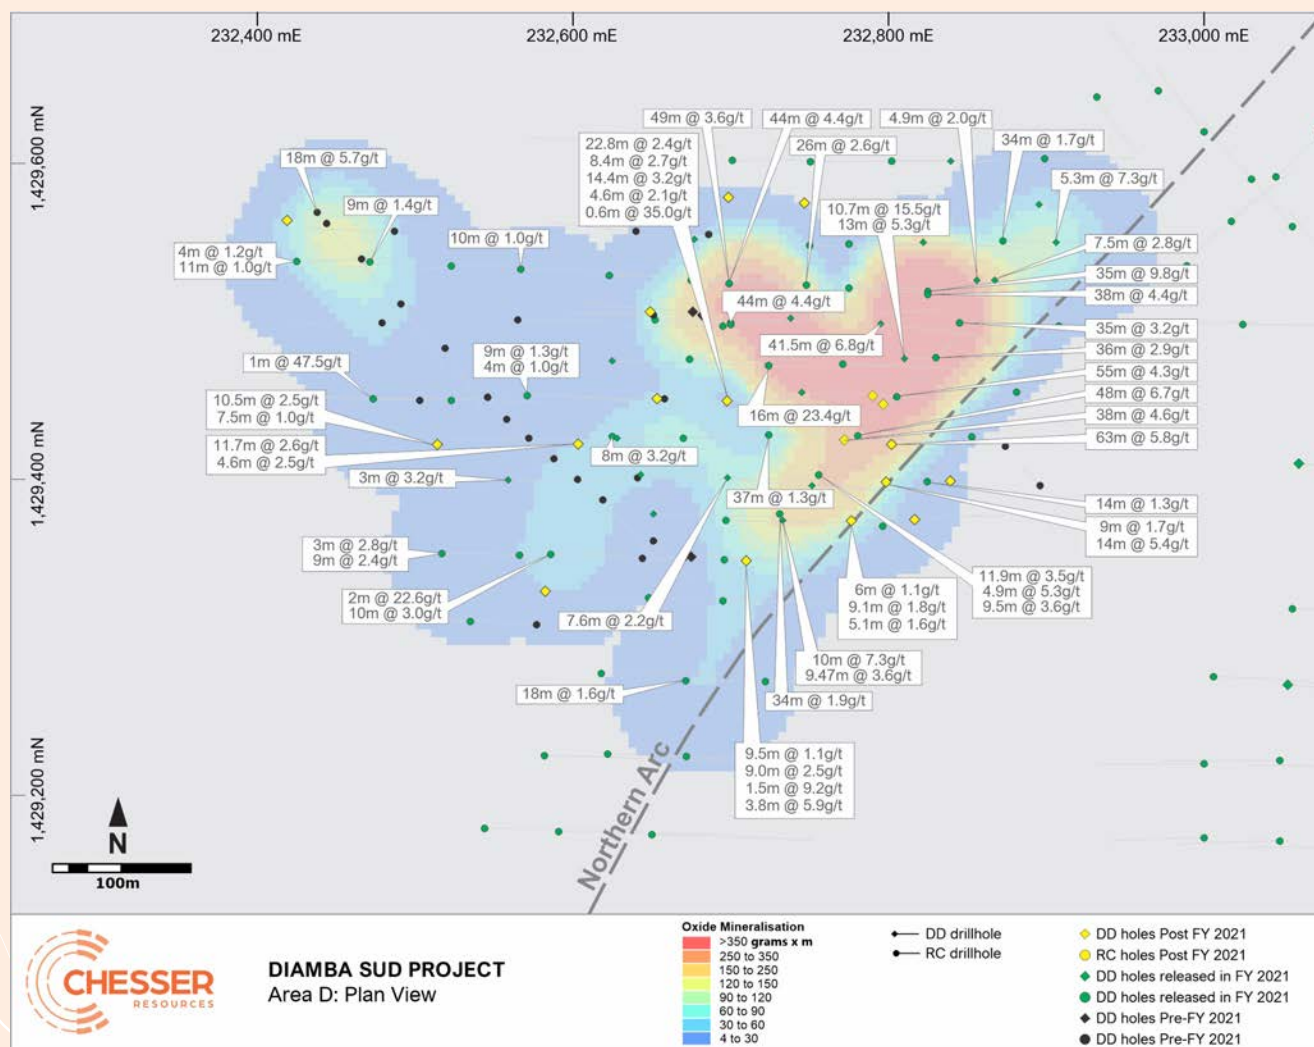 232,400 mE
232,600 mE
232,800 mE
233,000 mE
1,429,600 mN
1,429,400 mN
1,429,200 mN
49m @ 3.6g/t
44m @ 4.4g/t
4.9m @ 2.0g/t
22.8m @ 2.4g/t
8.4m @ 2.7g/t
14.4m @ 3.2g/t
4.6m @ 2.1g/t
0.6m @ 35.0g/t
26m @ 2.6g/t
34m @ 1.7g/t
18m @ 5.7g/t
5.3m @ 7.3g/t
9m @ 1.4g/t
10.7m @ 15.5g/t
13m @ 5.3g/t
10m @ 1.0g/t
4m @ 1.2g/t
11m @ 1.0g/t
7.5m @ 2.8g/t
35m @ 9.8g/t
38m @ 4.4g/t
44m @ 4.4g/t
35m @ 3.2g/t
41.5m @ 6.8g/t
36m @ 2.9g/t
9m @ 1.3g/t
4m @ 1.0g/t
1m @ 47.5g/t
55m @ 4.3g/t
48m @ 6.7g/t
10.5m @ 2.5g/t
7.5m @ 1.0g/t
16m @ 23.4g/t
38m @ 4.6g/t
63m @ 5.8g/t
11.7m @ 2.6g/t
4.6m @ 2.5g/t
8m @ 3.2g/t
3m @ 3.2g/t
37m @ 1.3g/t
14m @ 1.3g/t
9m @ 1.7g/t
14m @ 5.4g/t
3m @ 2.8g/t
9m @ 2.4g/t
11.9m @ 3.5g/t
4.9m @ 5.3g/t
9.5m @ 3.6g/t
2m @ 22.6g/t
10m @ 3.0g/t
6m @ 1.1g/t
9.1m @ 1.8g/t
5.1m @ 1.6g/t
7.6m @ 2.2g/t
10m @ 7.3g/t
9.47m @ 3.6g/t
18m @ 1.6g/t
34m @ 1.9g/t
9.5m @ 1.1g/t
9.0m @ 2.5g/t
1.5m @ 9.2g/t
3.8m @ 5.9g/t
Northern Arc
N
100m
CHESSER
RESOURCES
DIAMBA SUD PROJECT
Area D: Plan View
Oxide Mineralisation
>350 grams x m
250 to 350
150 to 250
120 to 150
90 to 120
60 to 90
30 to 60
4 to 30
DD drillhole
RC drillhole
DD holes Post FY 2021
RC holes Post FY 2021
DD holes released in FY 2021
DD holes released in FY 2021
DD holes Pre-FY 2021
DD holes Pre-FY 2021